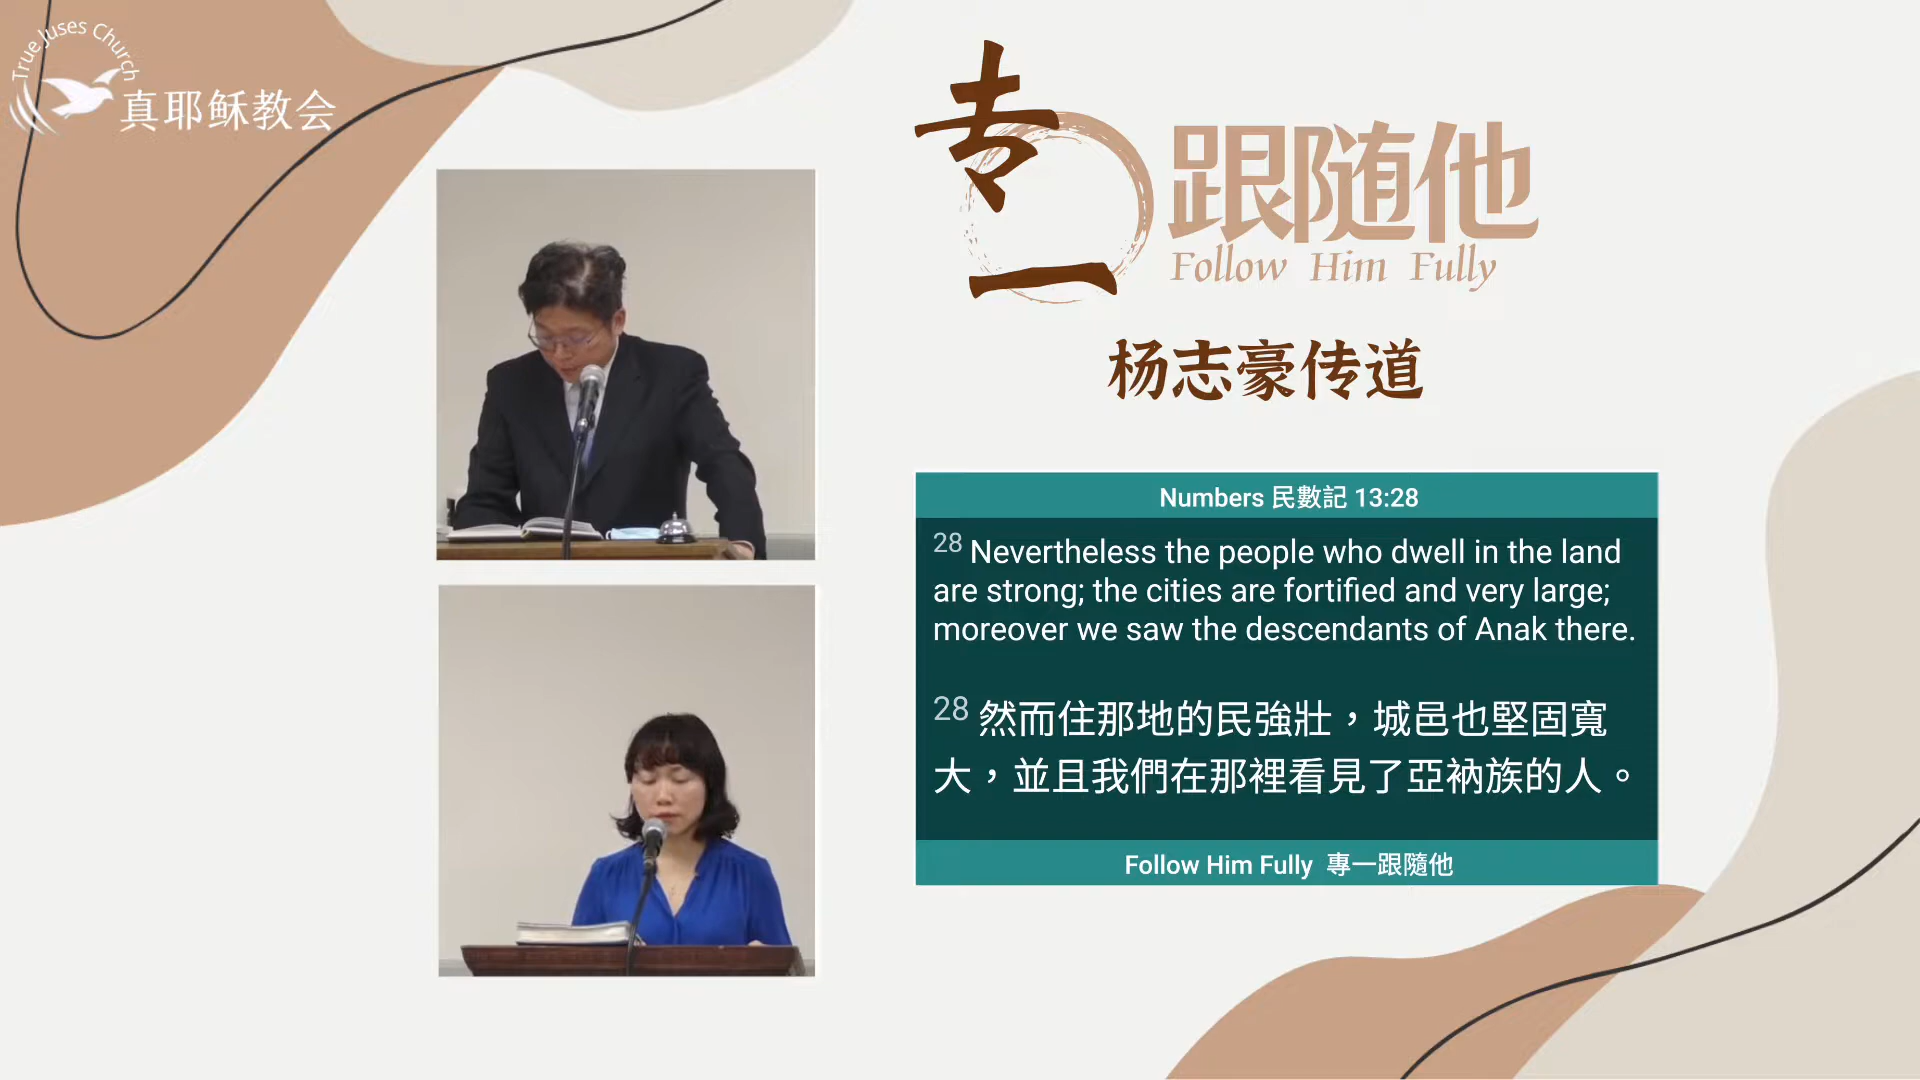 True Juses Church
真耶稣教会
专一
跟随他
Follow Him Fully
杨志豪传道
Numbers 民數記 13:28
28 Nevertheless the people who dwell in the land
are strong; the cities are fortified and very large;
moreover we saw the descendants of Anak there.
28 然而住那地的民強壯，城邑也堅固寬
大，並且我們在那裡看見了亞衲族的人。
Follow Him Fully 專一跟隨他